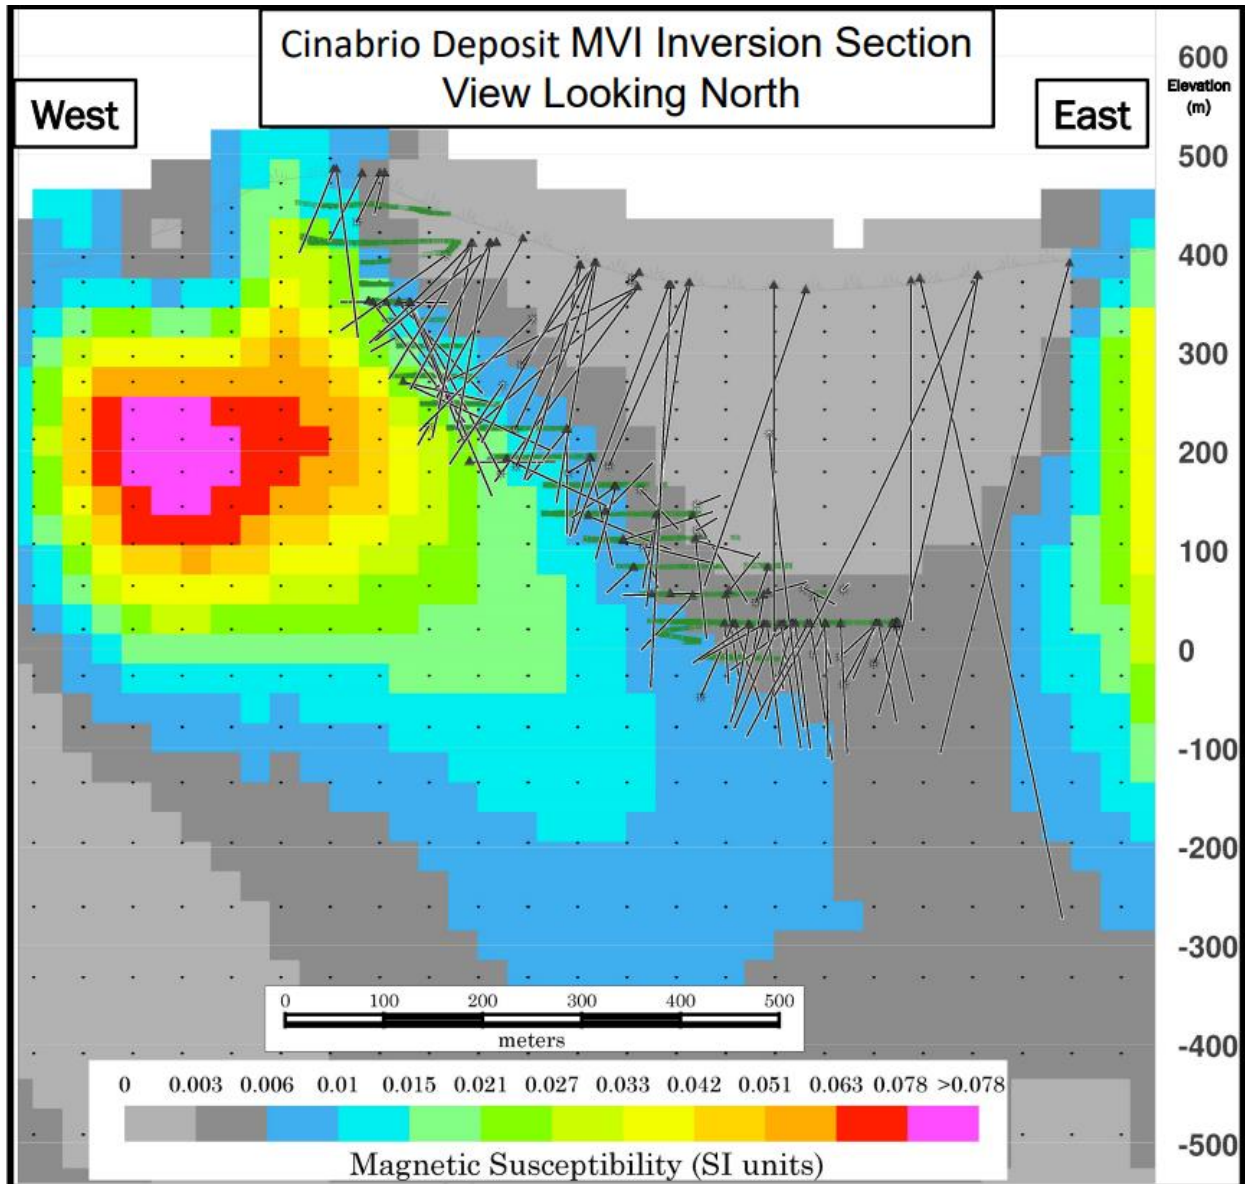 Cinabrio Deposit MVI Inversion Section
View Looking North
West
East
600
Elevation
(m)
500
400
300
200
100
0
-100
-200
-300
-400
-500
0 100 200 300 400 500
meters
0 0.003 0.006 0.01 0.015 0.021 0.027 0.033 0.042 0.051 0.063 0.078 >0.078
Magnetic Susceptibility (SI units)